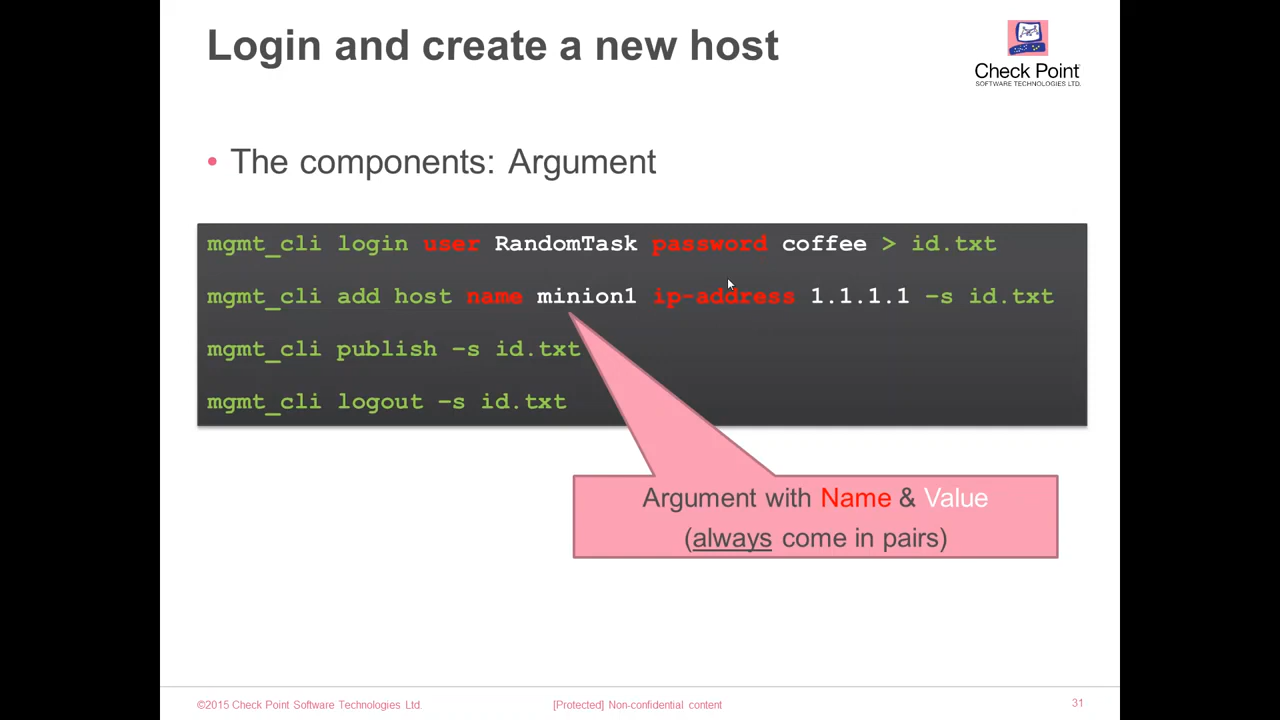 Login and create a new host
Check Point
SOFTWARE TECHNOLOGIES LTD.
• The components: Argument
mgmt_cli login user RandomTask password coffee > id.txt
mgmt_cli add host name minion1 ip-address 1.1.1.1 –s id.txt
mgmt_cli publish –s id.txt
mgmt_cli logout –s id.txt
Argument with Name & Value
(always come in pairs)
©2015 Check Point Software Technologies Ltd.
[Protected] Non-confidential content
31